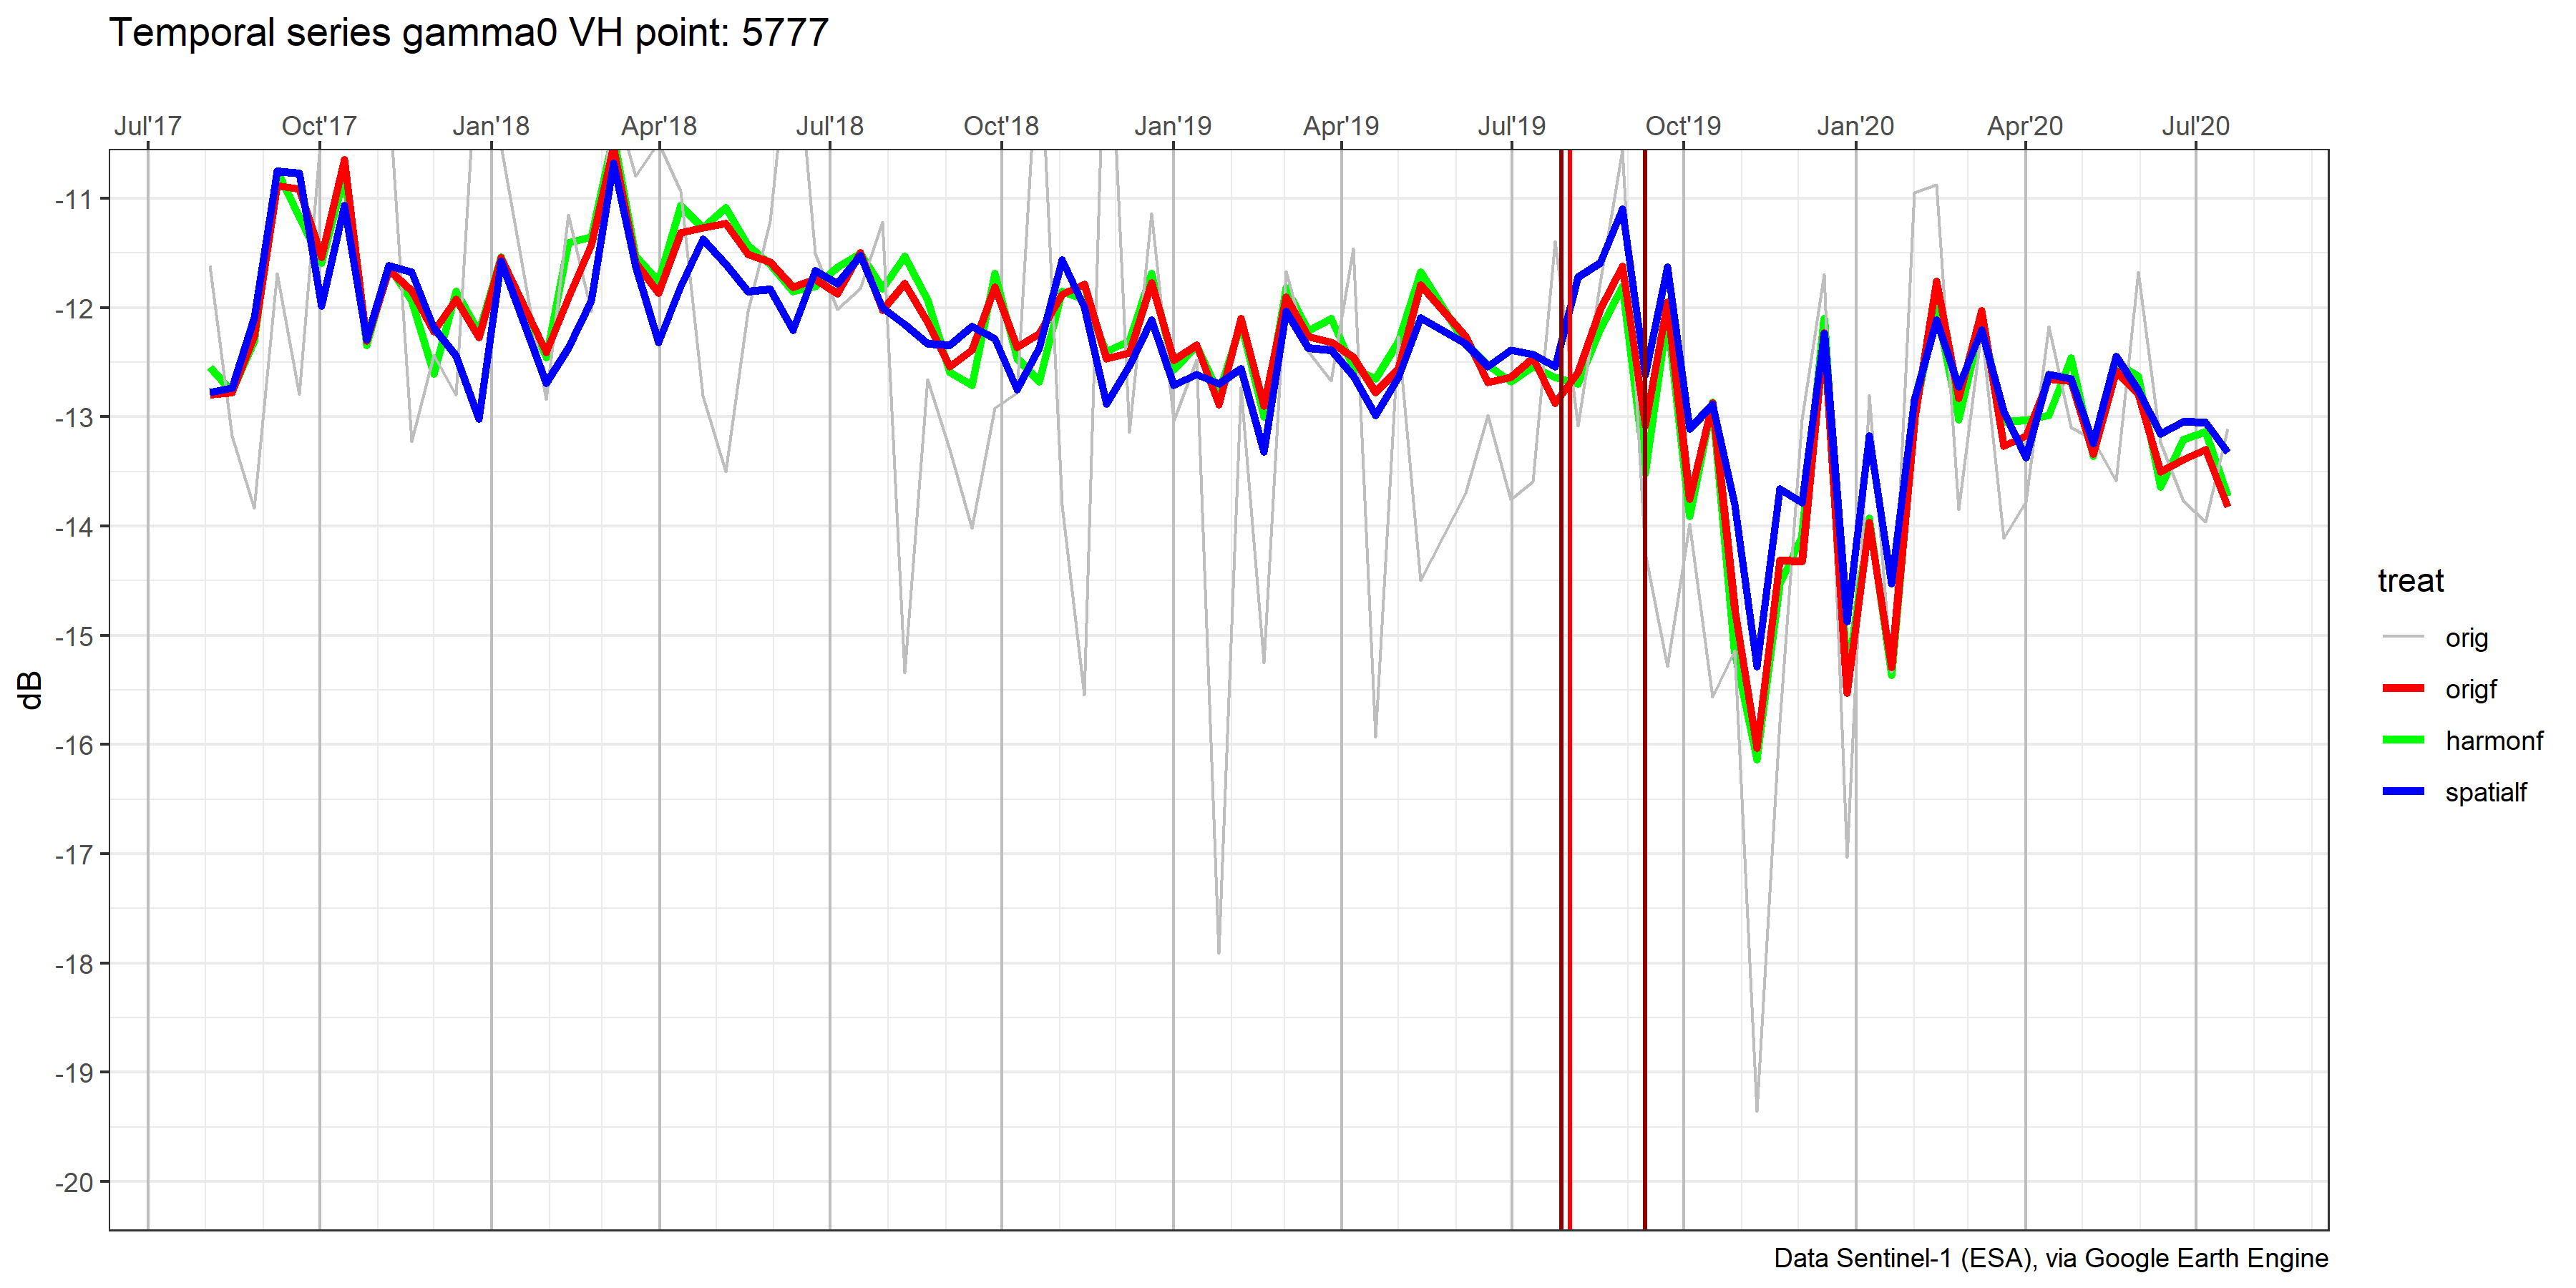 Temporal series gamma0 VH point: 5777
Jul'17 Oct'17 Jan'18 Apr'18 Jul'18 Oct'18 Jan'19 Apr'19 Jul'19 Oct'19 Jan'20 Apr'20 Jul'20
-11
-12
-13
-14
-15
-16
-17
-18
-19
-20
dB
treat
orig
origf
harmonf
spatialf
Data Sentinel-1 (ESA), via Google Earth Engine